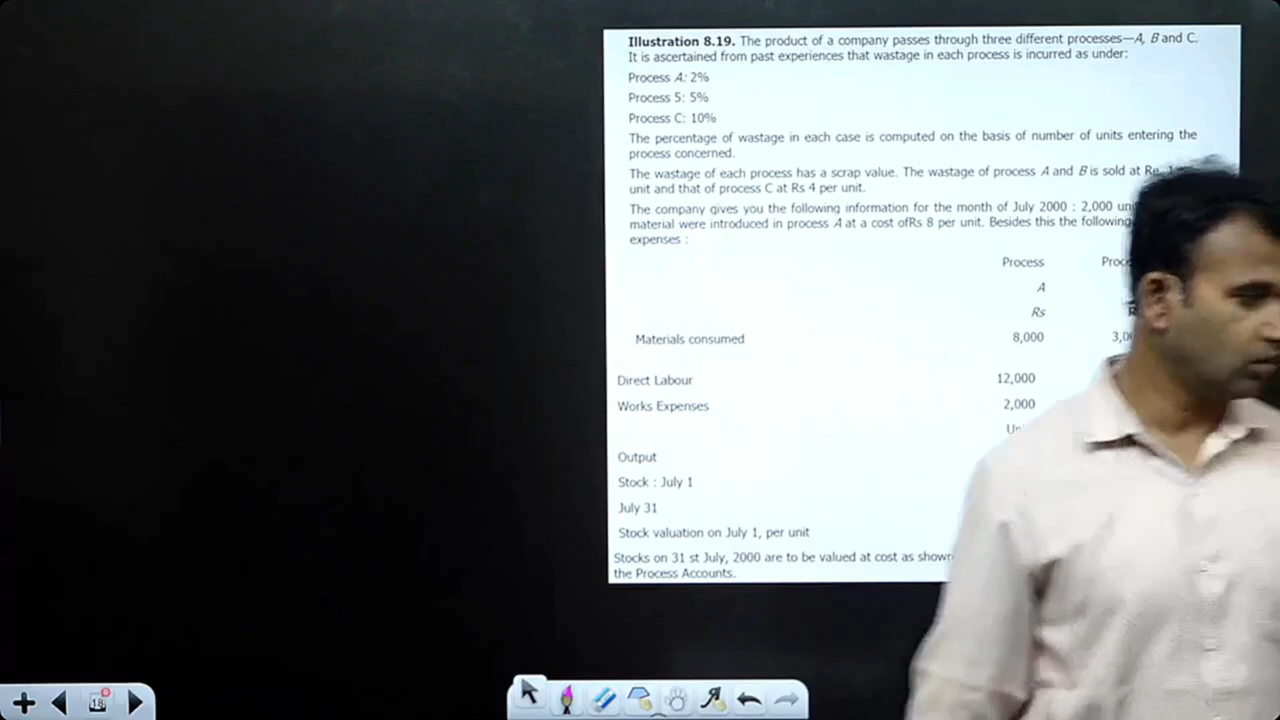 Illustration 8.19. The product of a company passes through three different processes—A, B and C.
It is ascertained from past experiences that wastage in each process is incurred as under:
Process A: 2%
Process 5: 5%
Process C: 10%
The percentage of wastage in each case is computed on the basis of number of units entering the
process concerned.
The wastage of each process has a scrap value. The wastage of process A and B is sold at Re. 1
unit and that of process C at Rs 4 per unit.
The company gives you the following information for the month of July 2000 : 2,000
material were introduced in process A at a cost ofRs 8 per unit. Besides this the following
expenses :
Process
A
Rs
Materials consumed 8,000
Direct Labour 12,000
Works Expenses 2,000
Output
Stock : July 1
July 31
Stock valuation on July 1, per unit
Stocks on 31 st July, 2000 are to be valued at cost as
the Process Accounts.
18